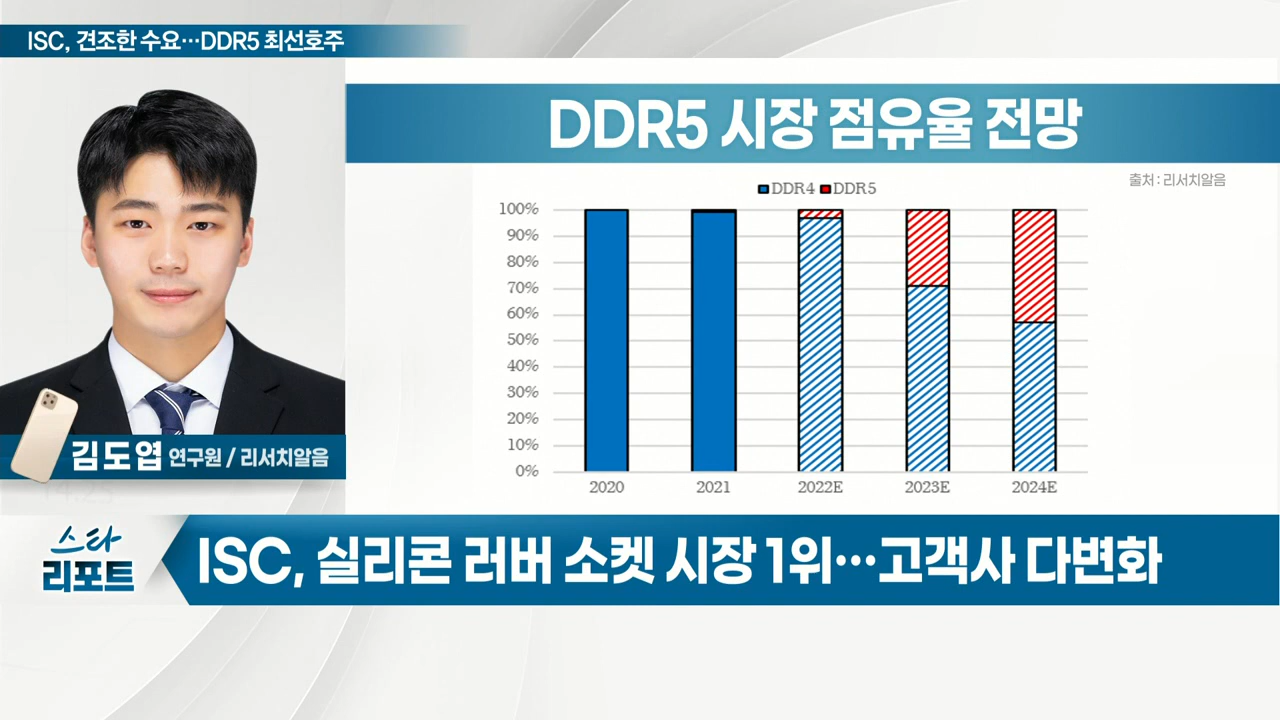 ISC, 견조한 수요…DDR5 최선호주
DDR5 시장 점유율 전망
출처 : 리서치알음
DDR4 DDR5
100%
90%
80%
70%
60%
50%
40%
30%
20%
10%
0%
2020 2021 2022E 2023E 2024E
김도엽 연구원 / 리서치알음
14:25
스타
리포트
ISC, 실리콘 러버 소켓 시장 1위…고객사 다변화